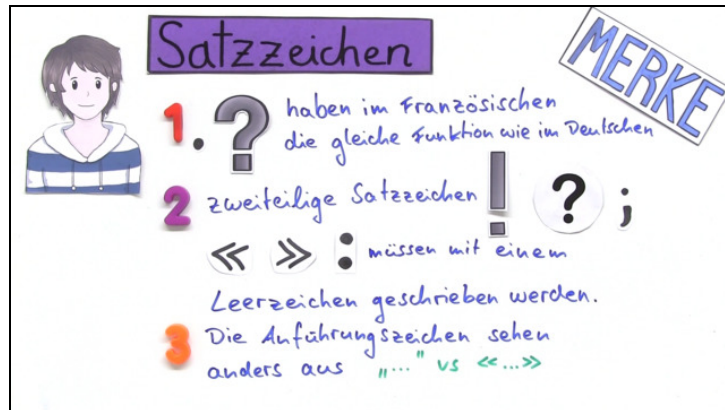 Satzzeichen
MERKE
1. ? haben im Französischen
die gleiche Funktion wie im Deutschen
2 zweiteilige Satzzeichen ! ? ;
« » : müssen mit einem
Leerzeichen geschrieben werden.
3 Die Anführungszeichen sehen
anders aus „..." vs «...»